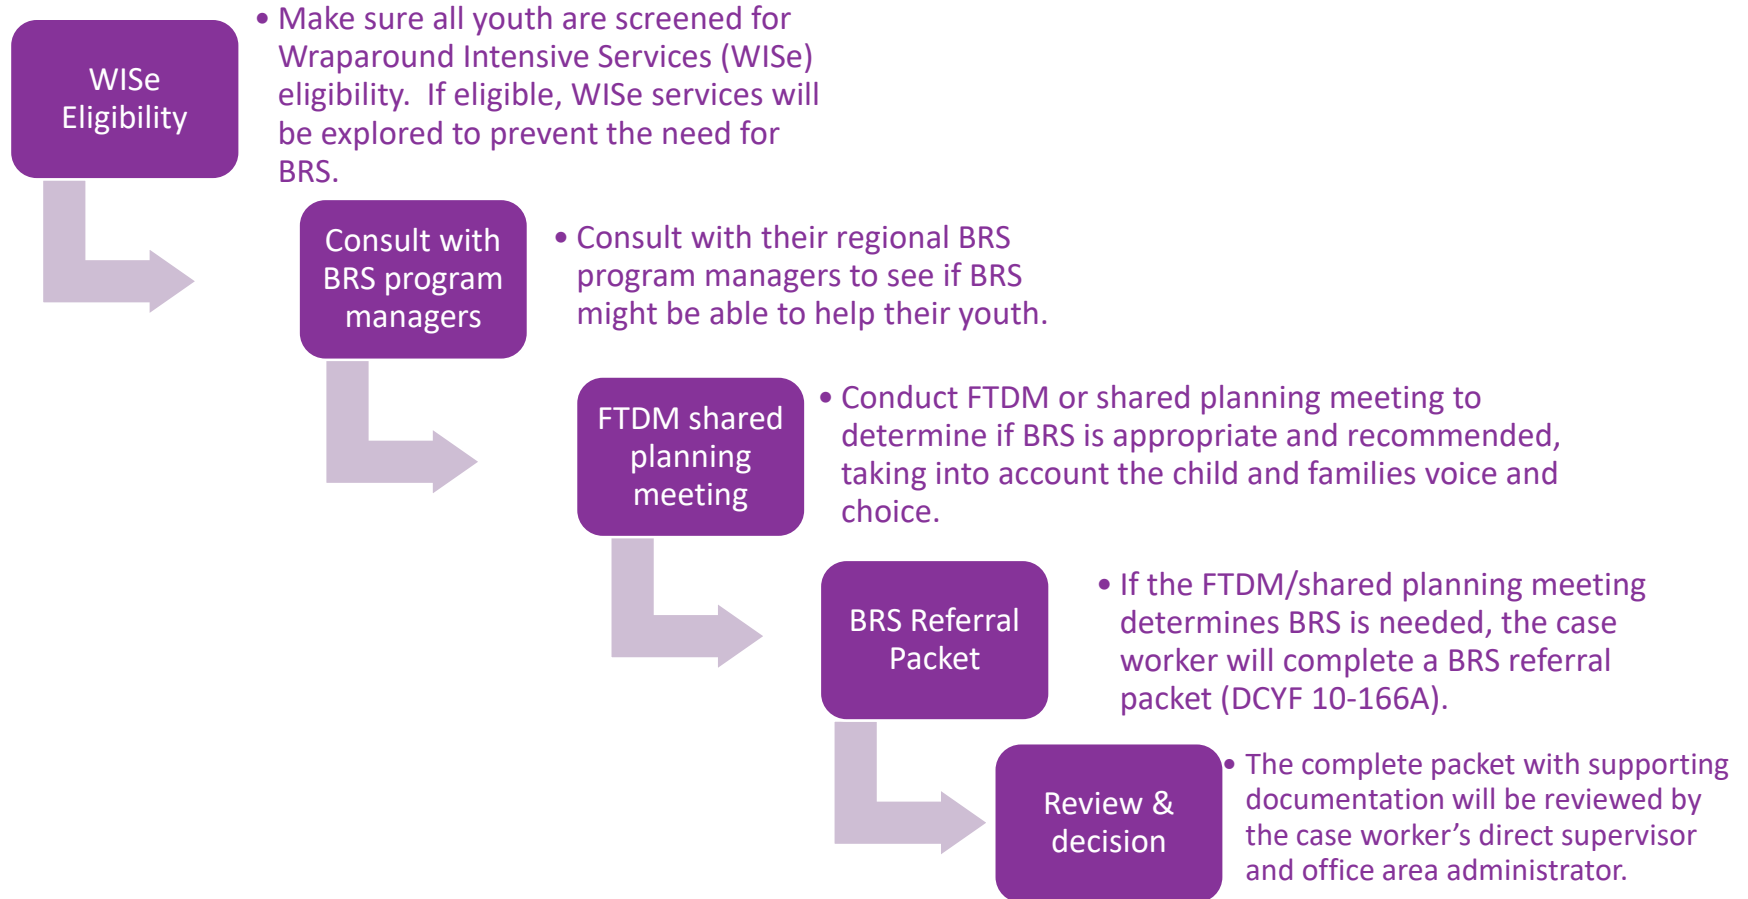 WISe
Eligibility
• Make sure all youth are screened for
Wraparound Intensive Services (WISe)
eligibility.  If eligible, WISe services will
be explored to prevent the need for
BRS.
Consult with
BRS program
managers
• Consult with their regional BRS
program managers to see if BRS
might be able to help their youth.
FTDM shared
planning
meeting
• Conduct FTDM or shared planning meeting to
determine if BRS is appropriate and recommended,
taking into account the child and families voice and
choice.
BRS Referral
Packet
• If the FTDM/shared planning meeting
determines BRS is needed, the case
worker will complete a BRS referral
packet (DCYF 10-166A).
Review &
decision
• The complete packet with supporting
documentation will be reviewed by
the case worker’s direct supervisor
and office area administrator.